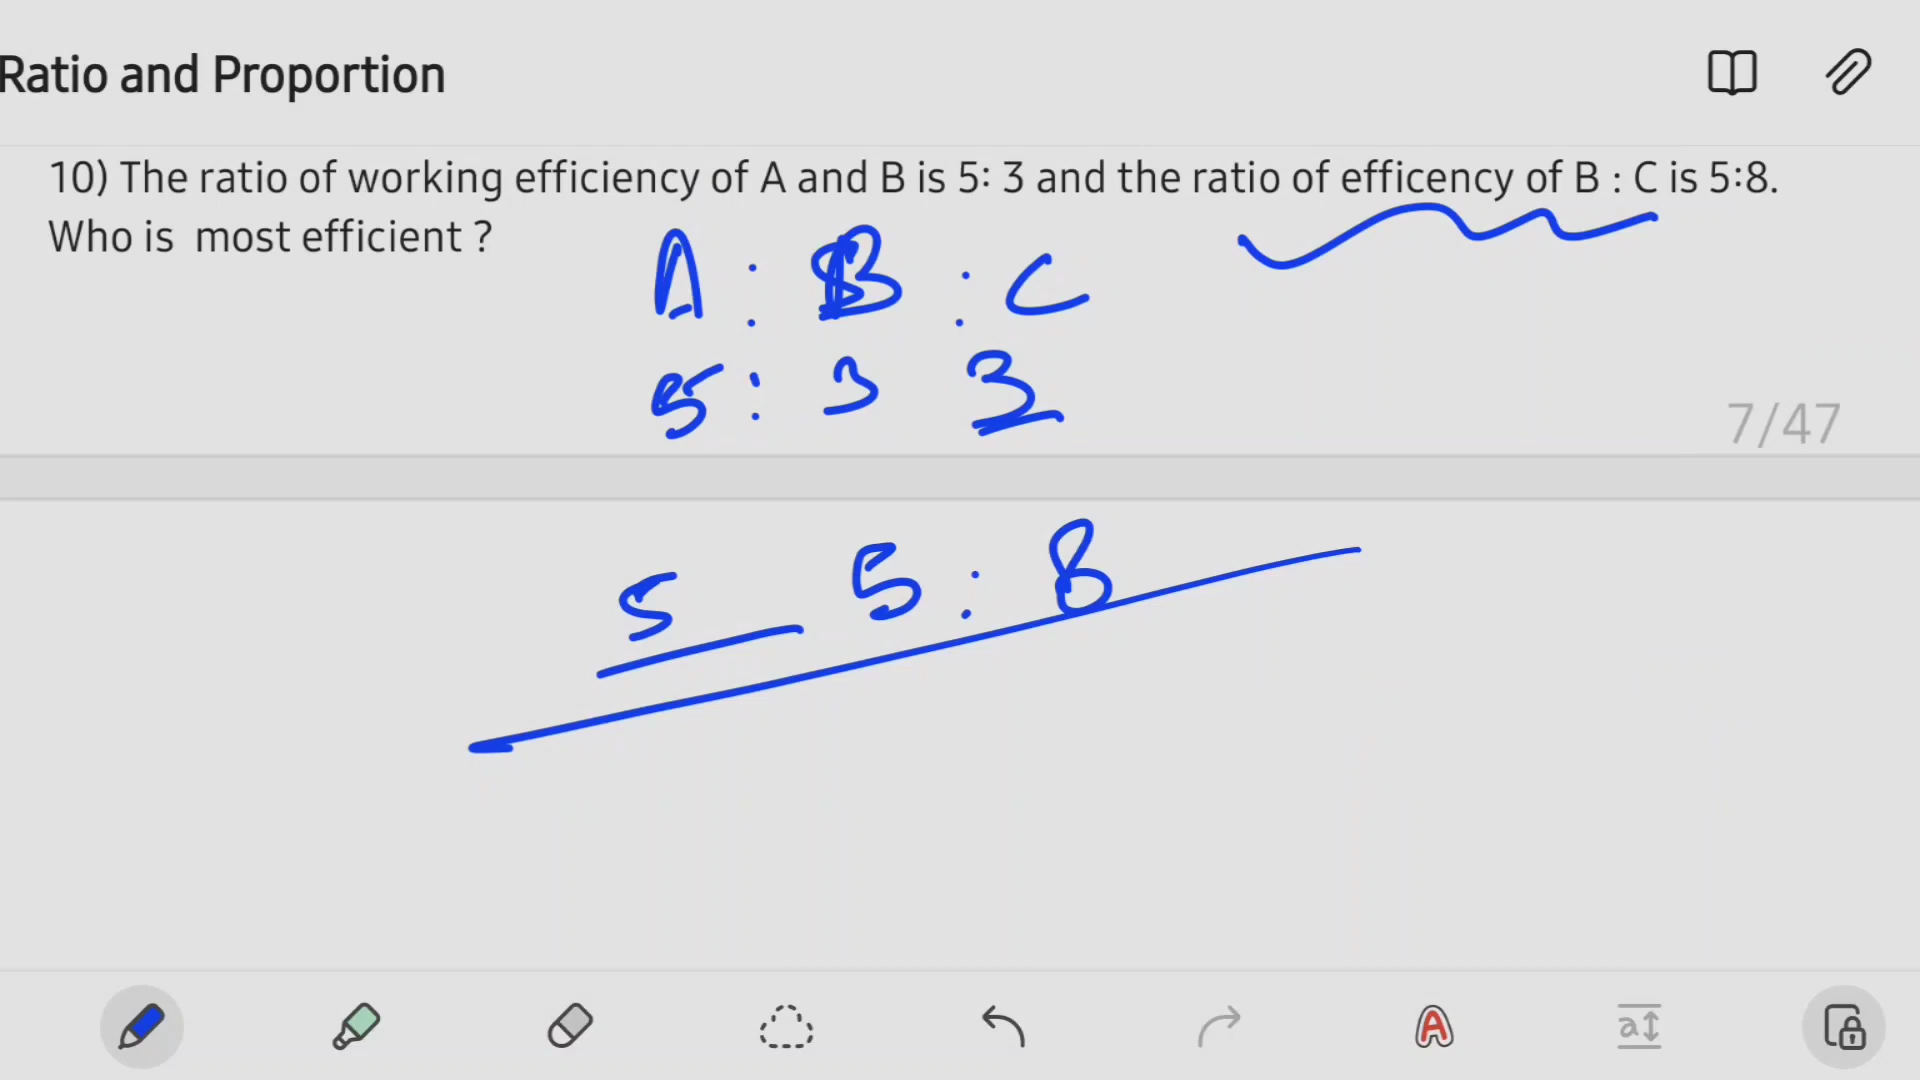 Ratio and Proportion
10) The ratio of working efficiency of A and B is 5: 3 and the ratio of efficency of B : C is 5:8.
Who is most efficient ?
A : B : C
5 : 3 3
7/47
5 5 : 8
A
a